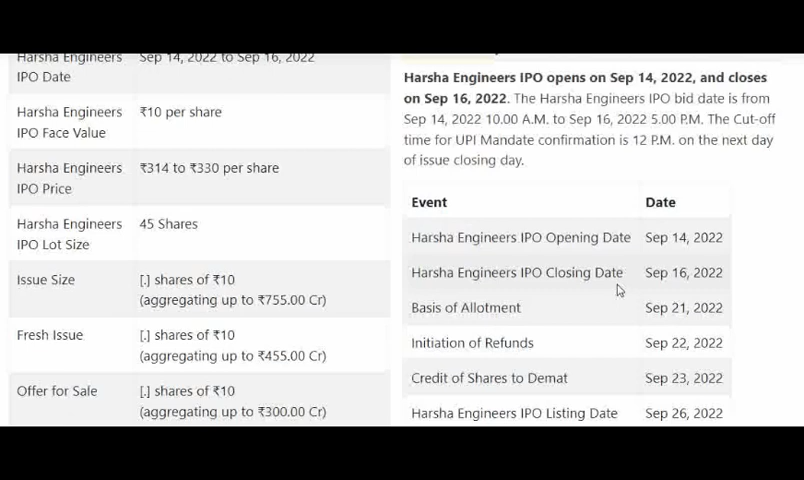 Harsha Engineers
IPO Date
Sep 14, 2022 to Sep 16, 2022
Harsha Engineers
IPO Face Value
₹10 per share
Harsha Engineers
IPO Price
₹314 to ₹330 per share
Harsha Engineers
IPO Lot Size
45 Shares
Issue Size
[.] shares of ₹10
(aggregating up to ₹755.00 Cr)
Fresh Issue
[.] shares of ₹10
(aggregating up to ₹455.00 Cr)
Offer for Sale
[.] shares of ₹10
(aggregating up to ₹300.00 Cr)
Harsha Engineers IPO opens on Sep 14, 2022, and closes
on Sep 16, 2022. The Harsha Engineers IPO bid date is from
Sep 14, 2022 10.00 A.M. to Sep 16, 2022 5.00 P.M. The Cut-off
time for UPI Mandate confirmation is 12 P.M. on the next day
of issue closing day.
Event Date
Harsha Engineers IPO Opening Date Sep 14, 2022
Harsha Engineers IPO Closing Date Sep 16, 2022
Basis of Allotment Sep 21, 2022
Initiation of Refunds Sep 22, 2022
Credit of Shares to Demat Sep 23, 2022
Harsha Engineers IPO Listing Date Sep 26, 2022